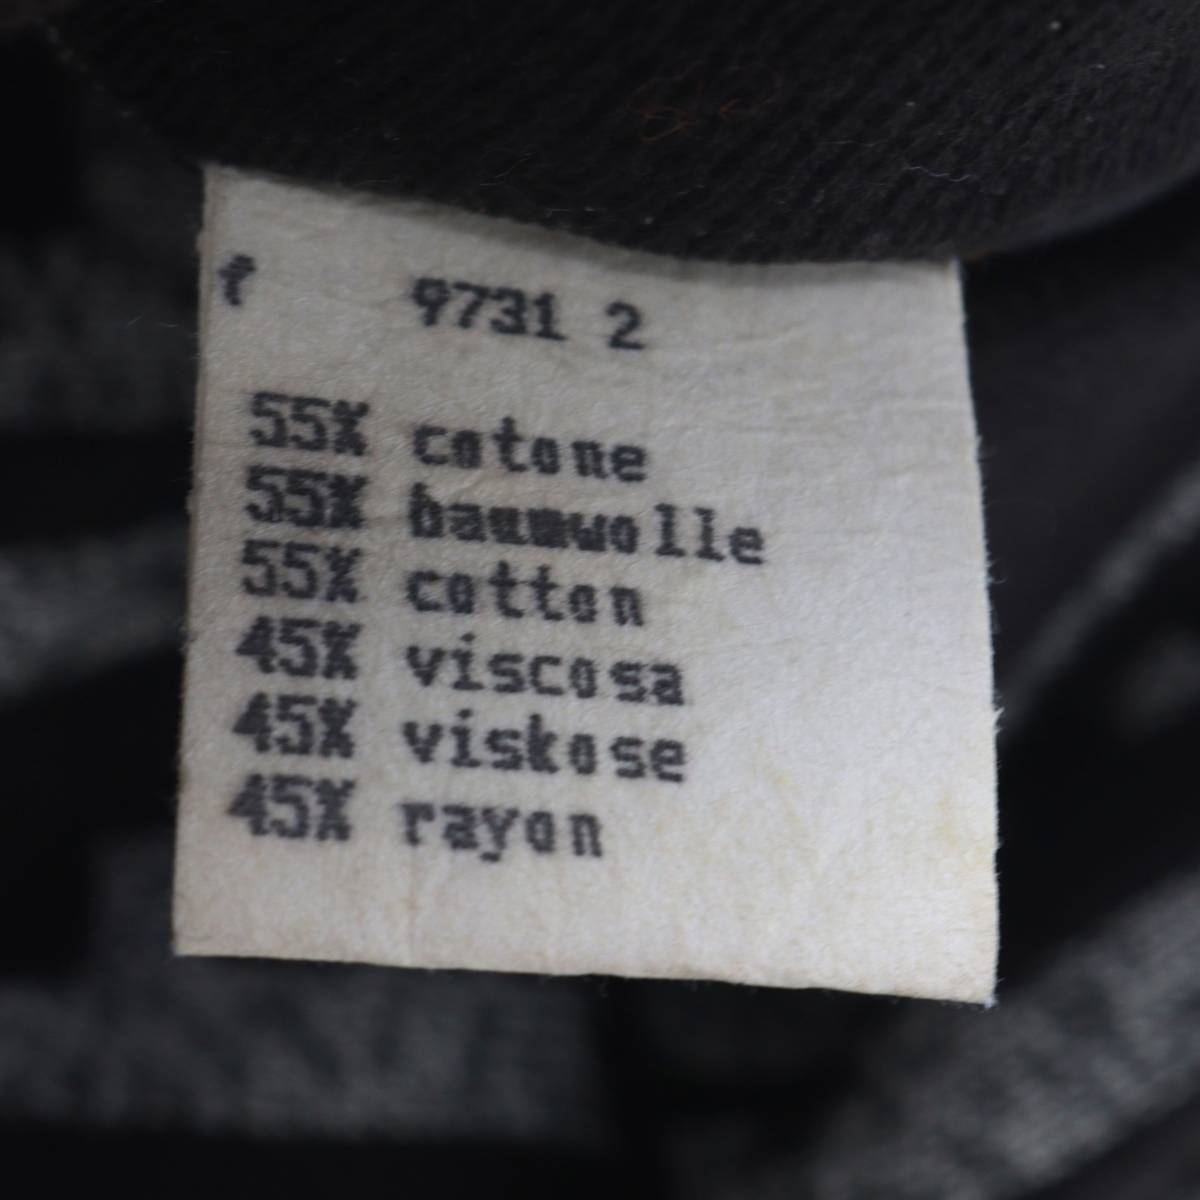 f 9731 2
55% cotone
55% baumwolle
55% cotton
45% viscosa
45% viskose
45% rayon